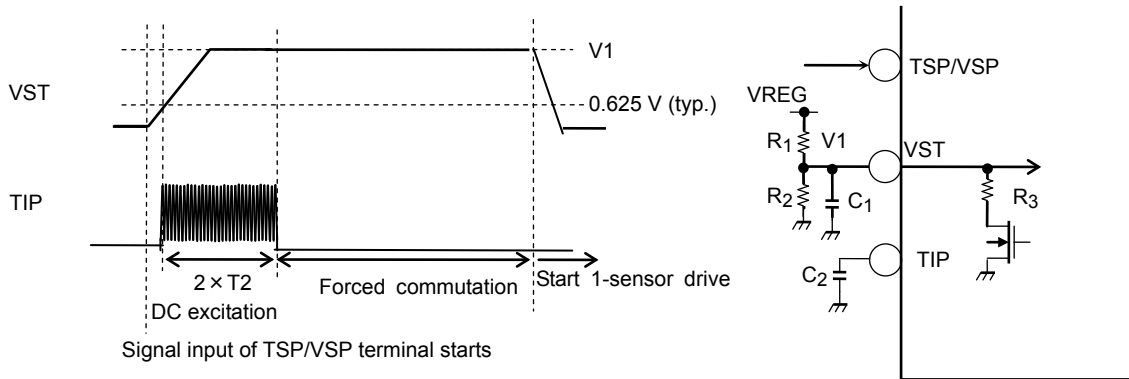 V1
VST
0.625 V (typ.)
TIP
2 × T2
Forced commutation
Start 1-sensor drive
DC excitation
Signal input of TSP/VSP terminal starts
TSP/VSP
VREG
R1
V1
VST
R2
C1
R3
TIP
C2